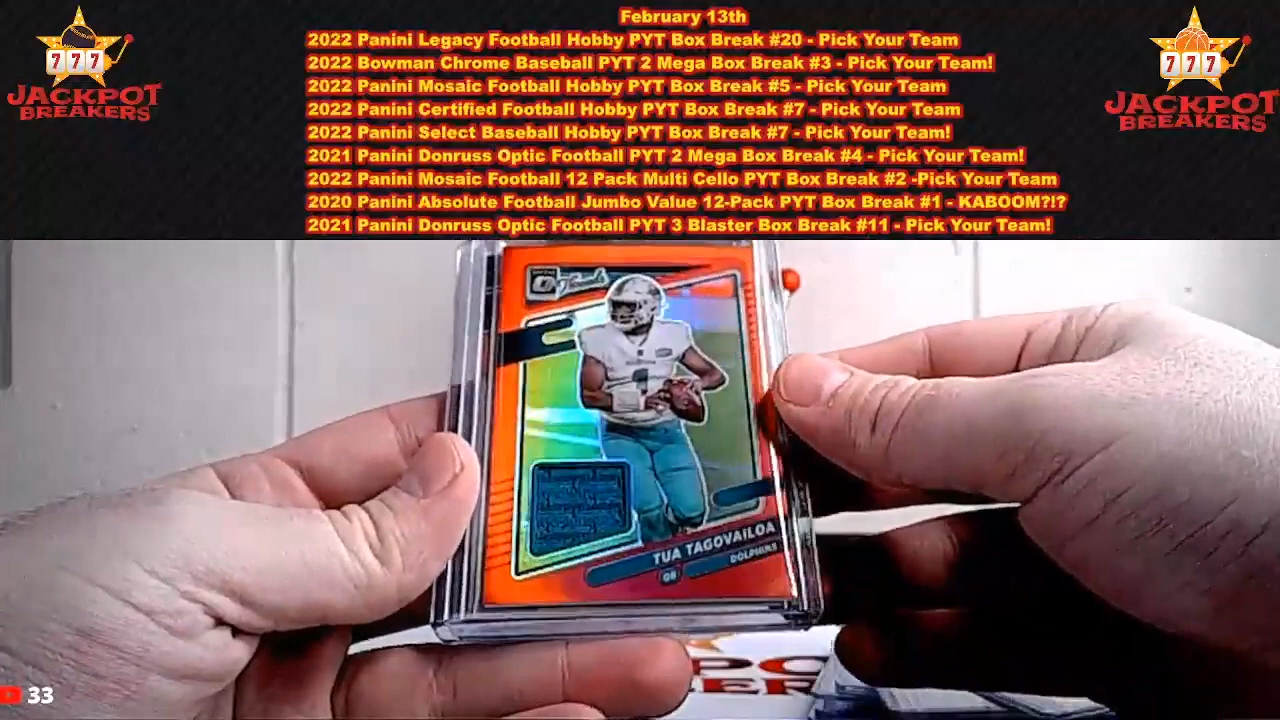 February 13th
2022 Panini Legacy Football Hobby PYT Box Break #20 - Pick Your Team
2022 Bowman Chrome Baseball PYT 2 Mega Box Break #3 - Pick Your Team!
2022 Panini Mosaic Football Hobby PYT Box Break #5 - Pick Your Team
2022 Panini Certified Football Hobby PYT Box Break #7 - Pick Your Team
2022 Panini Select Baseball Hobby PYT Box Break #7 - Pick Your Team!
2021 Panini Donruss Optic Football PYT 2 Mega Box Break #4 - Pick Your Team!
2022 Panini Mosaic Football 12 Pack Multi Cello PYT Box Break #2 -Pick Your Team
2020 Panini Absolute Football Jumbo Value 12-Pack PYT Box Break #1 - KABOOM?!?
2021 Panini Donruss Optic Football PYT 3 Blaster Box Break #11 - Pick Your Team!
777
JACKPOT
BREAKERS
777
JACKPOT
BREAKERS
1
TUA TAGOVAILOA
DOLPHINS
QB
33